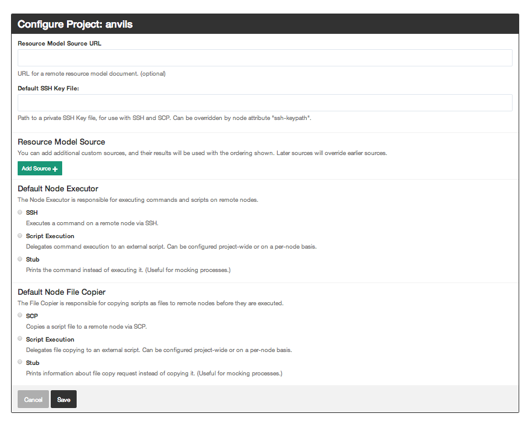 Configure Project: anvils
Resource Model Source URL
URL for a remote resource model document. (optional)
Default SSH Key File:
Path to a private SSH Key file, for use with SSH and SCP. Can be overridden by node attribute "ssh-keypath".
Resource Model Source
You can add additional custom sources, and their results will be used with the ordering shown. Later sources will override earlier sources.
Add Source +
Default Node Executor
The Node Executor is responsible for executing commands and scripts on remote nodes.
SSH
Executes a command on a remote node via SSH.
Script Execution
Delegates command execution to an external script. Can be configured project-wide or on a per-node basis.
Stub
Prints the command instead of executing it. (Useful for mocking processes.)
Default Node File Copier
The File Copier is responsible for copying scripts as files to remote nodes before they are executed.
SCP
Copies a script file to a remote node via SCP.
Script Execution
Delegates file copying to an external script. Can be configured project-wide or on a per-node basis.
Stub
Prints information about file copy request instead of copying it. (Useful for mocking processes.)
Cancel Save